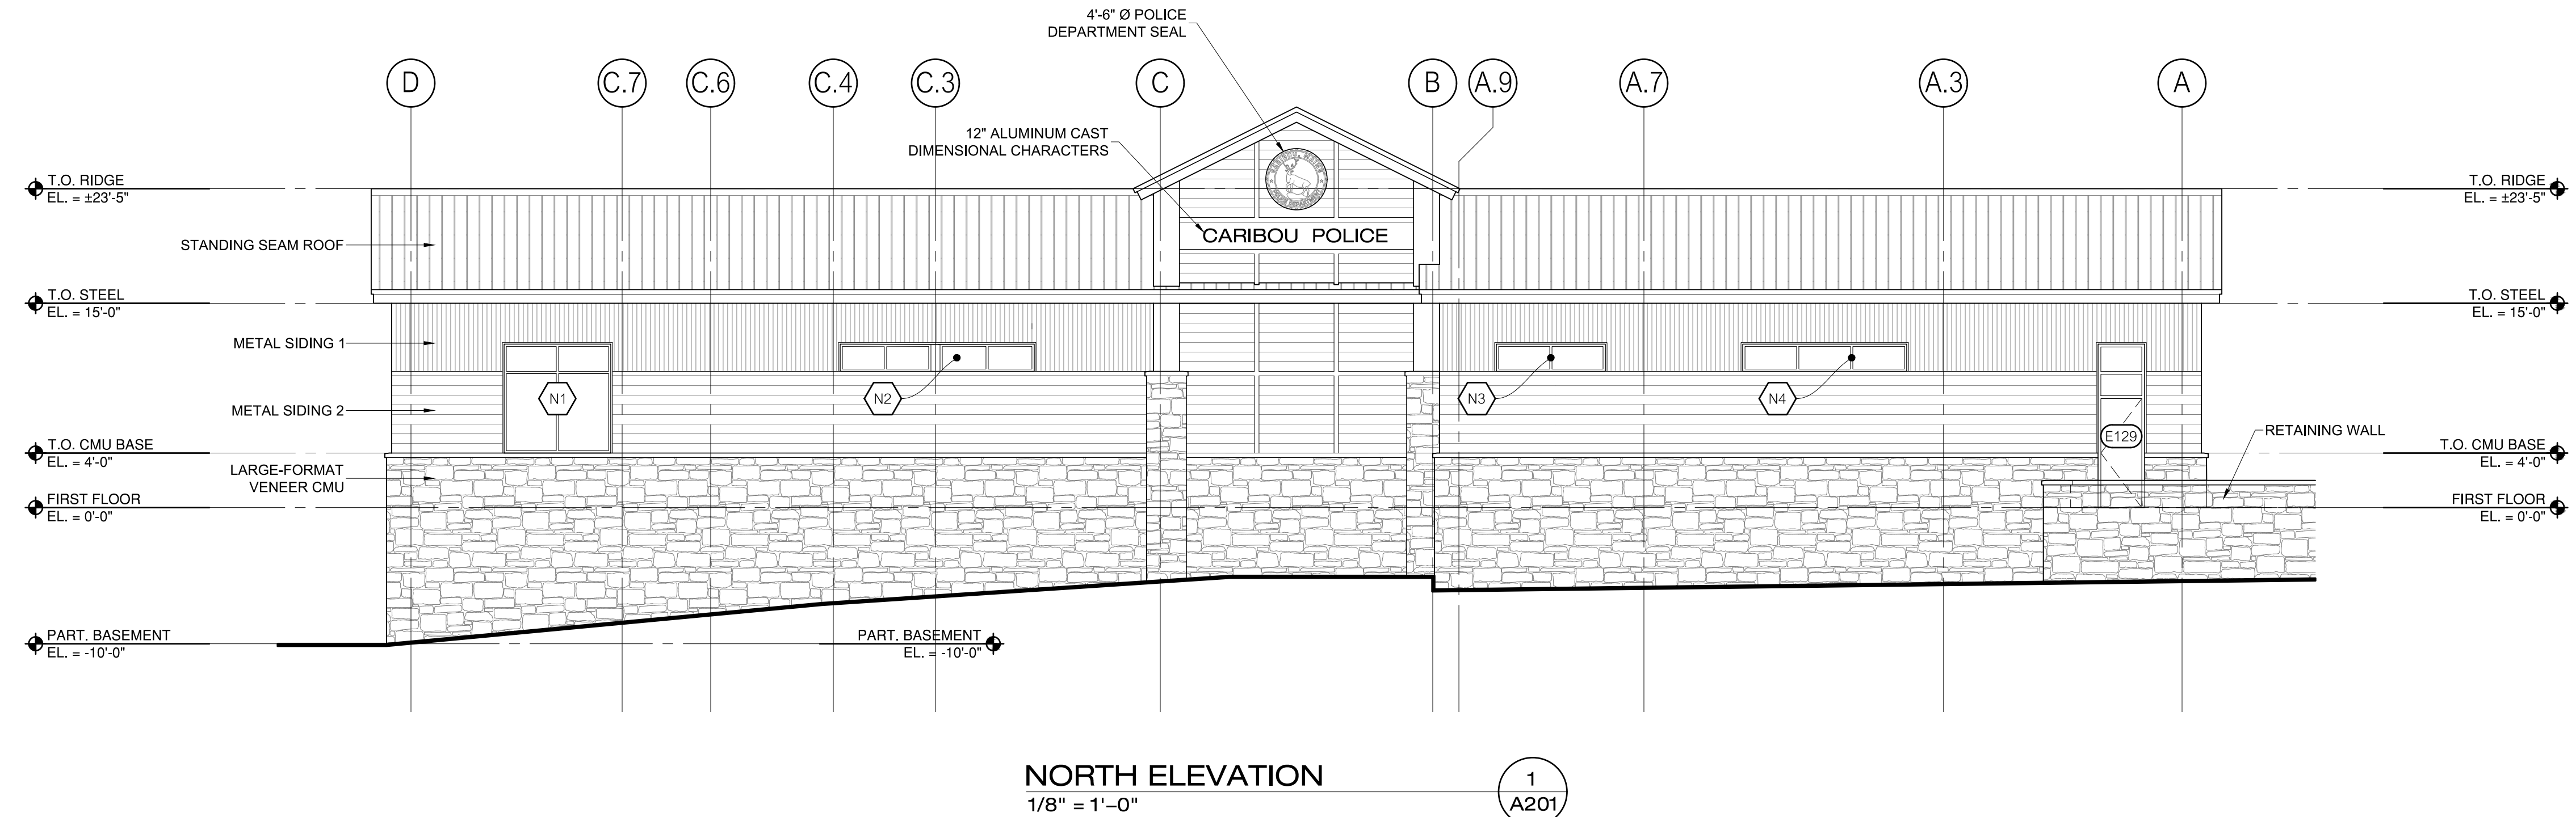 4'-6" Ø POLICE
DEPARTMENT SEAL
D
C.7
C.6
C.4
C.3
C
B
A.9
A.7
A.3
A
12" ALUMINUM CAST
DIMENSIONAL CHARACTERS
T.O. RIDGE
EL. = ±23'-5"
T.O. RIDGE
EL. = ±23'-5"
STANDING SEAM ROOF
CARIBOU POLICE
T.O. STEEL
EL. = 15'-0"
T.O. STEEL
EL. = 15'-0"
METAL SIDING 1
METAL SIDING 2
N1
N2
N3
N4
E129
RETAINING WALL
T.O. CMU BASE
EL. = 4'-0"
T.O. CMU BASE
EL. = 4'-0"
LARGE-FORMAT
VENEER CMU
FIRST FLOOR
EL. = 0'-0"
FIRST FLOOR
EL. = 0'-0"
PART. BASEMENT
EL. = -10'-0"
PART. BASEMENT
EL. = -10'-0"
NORTH ELEVATION
1/8" = 1'-0"
1
A201